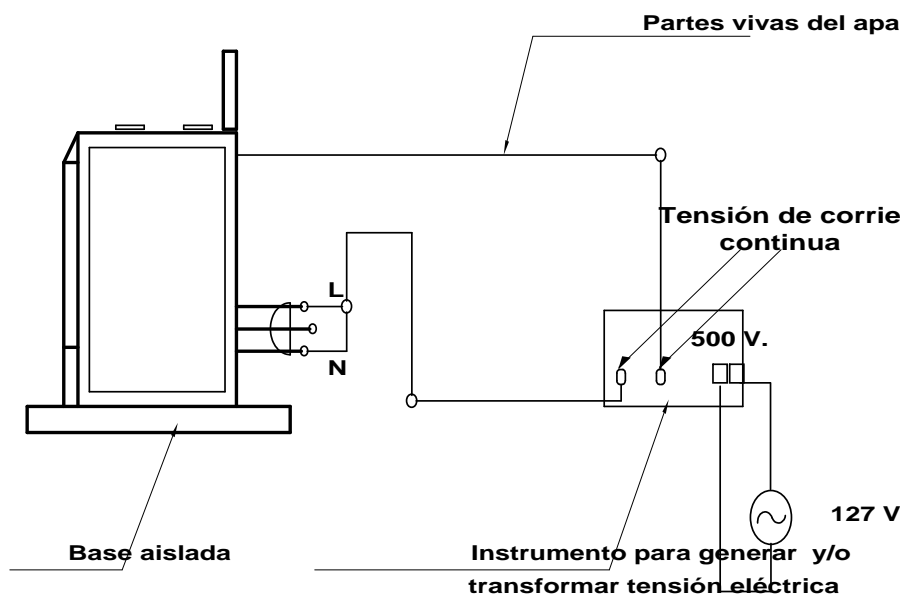 Partes vivas del apa
Tensión de corrie
continua
L
500 V.
N
127 V
Base aislada
Instrumento para generar y/o
transformar tensión eléctrica